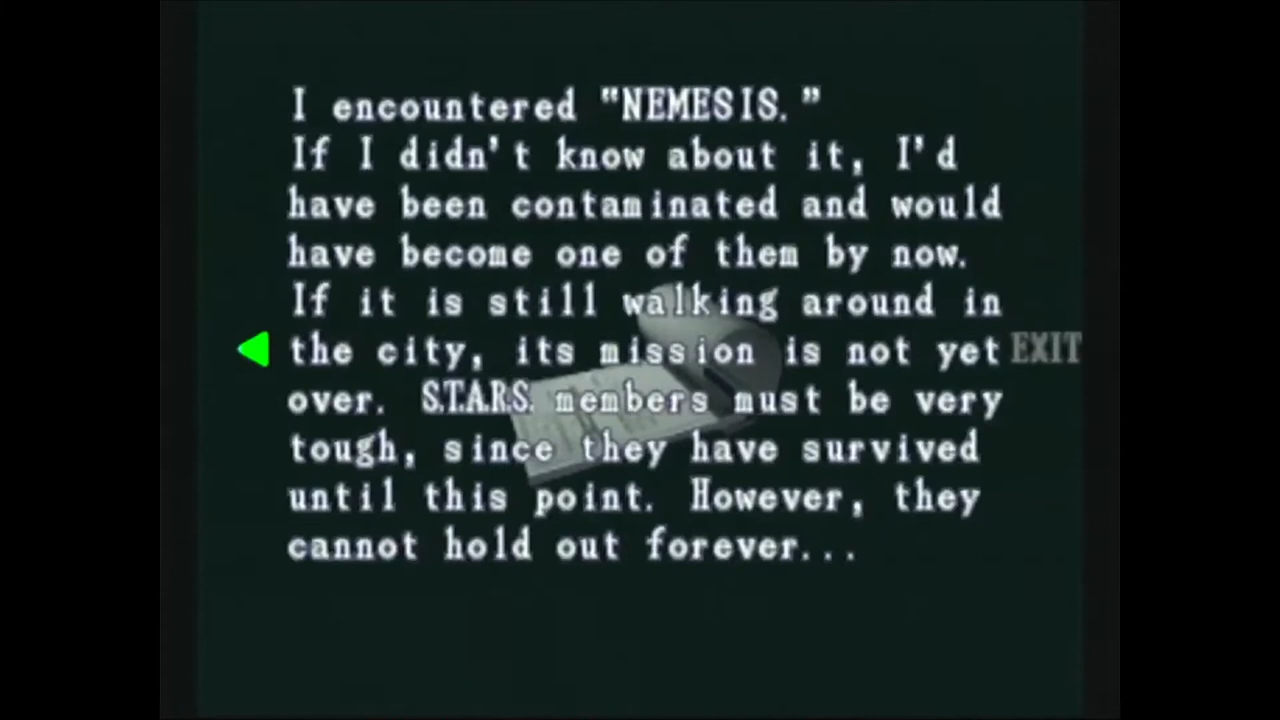 I encountered "NEMESIS."
If I didn't know about it, I'd
have been contaminated and would
have become one of them by now.
If it is still walking around in
the city, its mission is not yet
over. S.T.A.R.S. members must be very
tough, since they have survived
until this point. However, they
cannot hold out forever...
EXIT